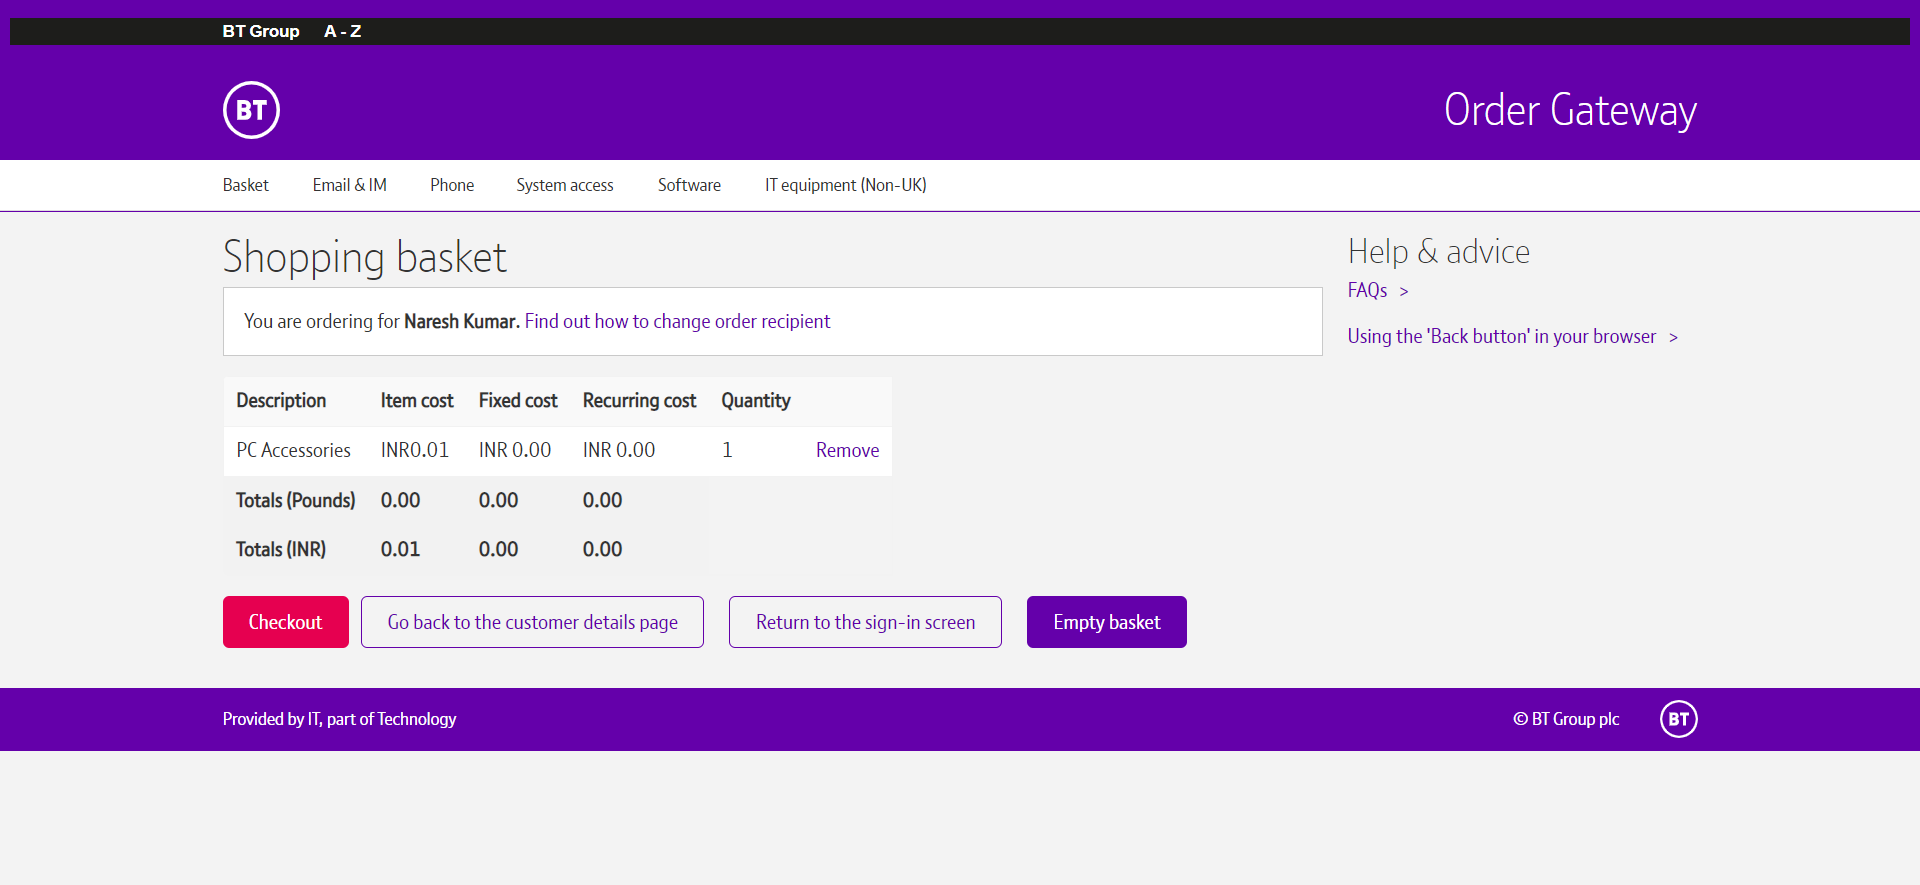 BT Group A - Z
BT
Order Gateway
Basket Email & IM Phone System access Software IT equipment (Non-UK)
Shopping basket
You are ordering for Naresh Kumar. Find out how to change order recipient
Help & advice
FAQs >
Using the 'Back button' in your browser >
Description Item cost Fixed cost Recurring cost Quantity
PC Accessories INR0.01 INR 0.00 INR 0.00 1 Remove
Totals (Pounds) 0.00 0.00 0.00
Totals (INR) 0.01 0.00 0.00
Checkout Go back to the customer details page Return to the sign-in screen Empty basket
Provided by IT, part of Technology © BT Group plc BT